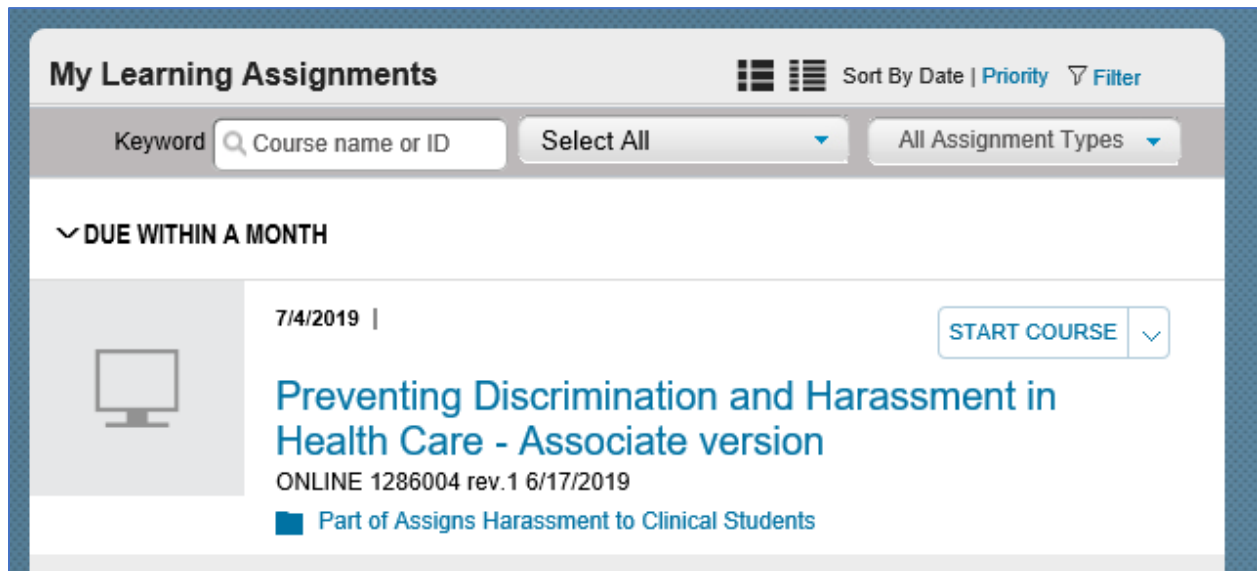 My Learning Assignments Sort By Date | Priority Filter
Keyword Course name or ID Select All All Assignment Types
DUE WITHIN A MONTH
7/4/2019 |
START COURSE
Preventing Discrimination and Harassment in
Health Care - Associate version
ONLINE 1286004 rev.1 6/17/2019
Part of Assigns Harassment to Clinical Students